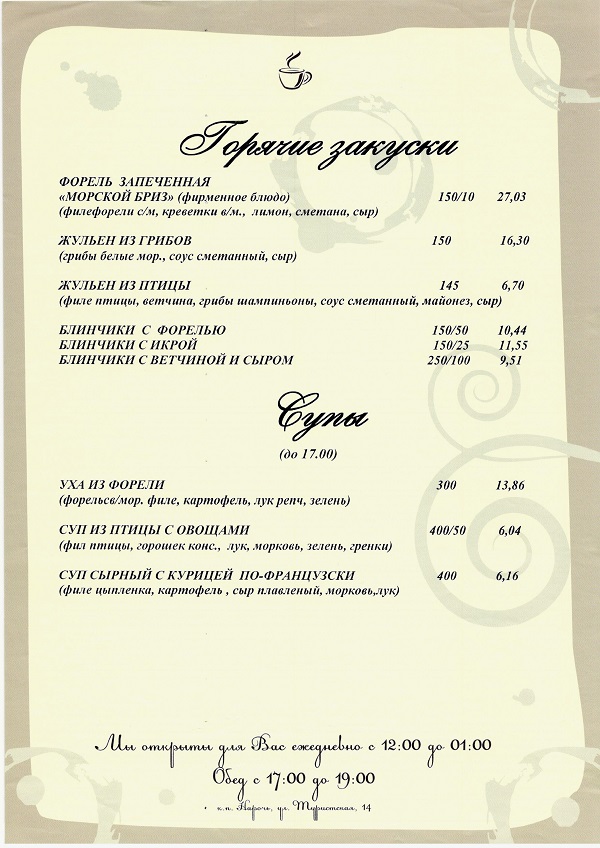 Горячие закуски
ФОРЕЛЬ ЗАПЕЧЕННАЯ
«МОРСКОЙ БРИЗ» (фирменное блюдо) 150/10 27,03
(филефорели с/м, креветки в/м., лимон, сметана, сыр)
ЖУЛЬЕН ИЗ ГРИБОВ 150 16,30
(грибы белые мор., соус сметанный, сыр)
ЖУЛЬЕН ИЗ ПТИЦЫ 145 6,70
(филе птицы, ветчина, грибы шампиньоны, соус сметанный, майонез, сыр)
БЛИНЧИКИ С ФОРЕЛЬЮ 150/50 10,44
БЛИНЧИКИ С ИКРОЙ 150/25 11,55
БЛИНЧИКИ С ВЕТЧИНОЙ И СЫРОМ 250/100 9,51
Супы
(до 17.00)
УХА ИЗ ФОРЕЛИ 300 13,86
(форельсв/мор. филе, картофель, лук репч, зелень)
СУП ИЗ ПТИЦЫ С ОВОЩАМИ 400/50 6,04
(фил птицы, горошек конс., лук, морковь, зелень, гренки)
СУП СЫРНЫЙ С КУРИЦЕЙ ПО-ФРАНЦУЗСКИ 400 6,16
(филе цыпленка, картофель , сыр плавленый, морковь,лук)
Мы открыты для Вас ежедневно с 12:00 до 01:00
Обед с 17:00 до 19:00
к.п. Нарочь, ул. Туристская, 14